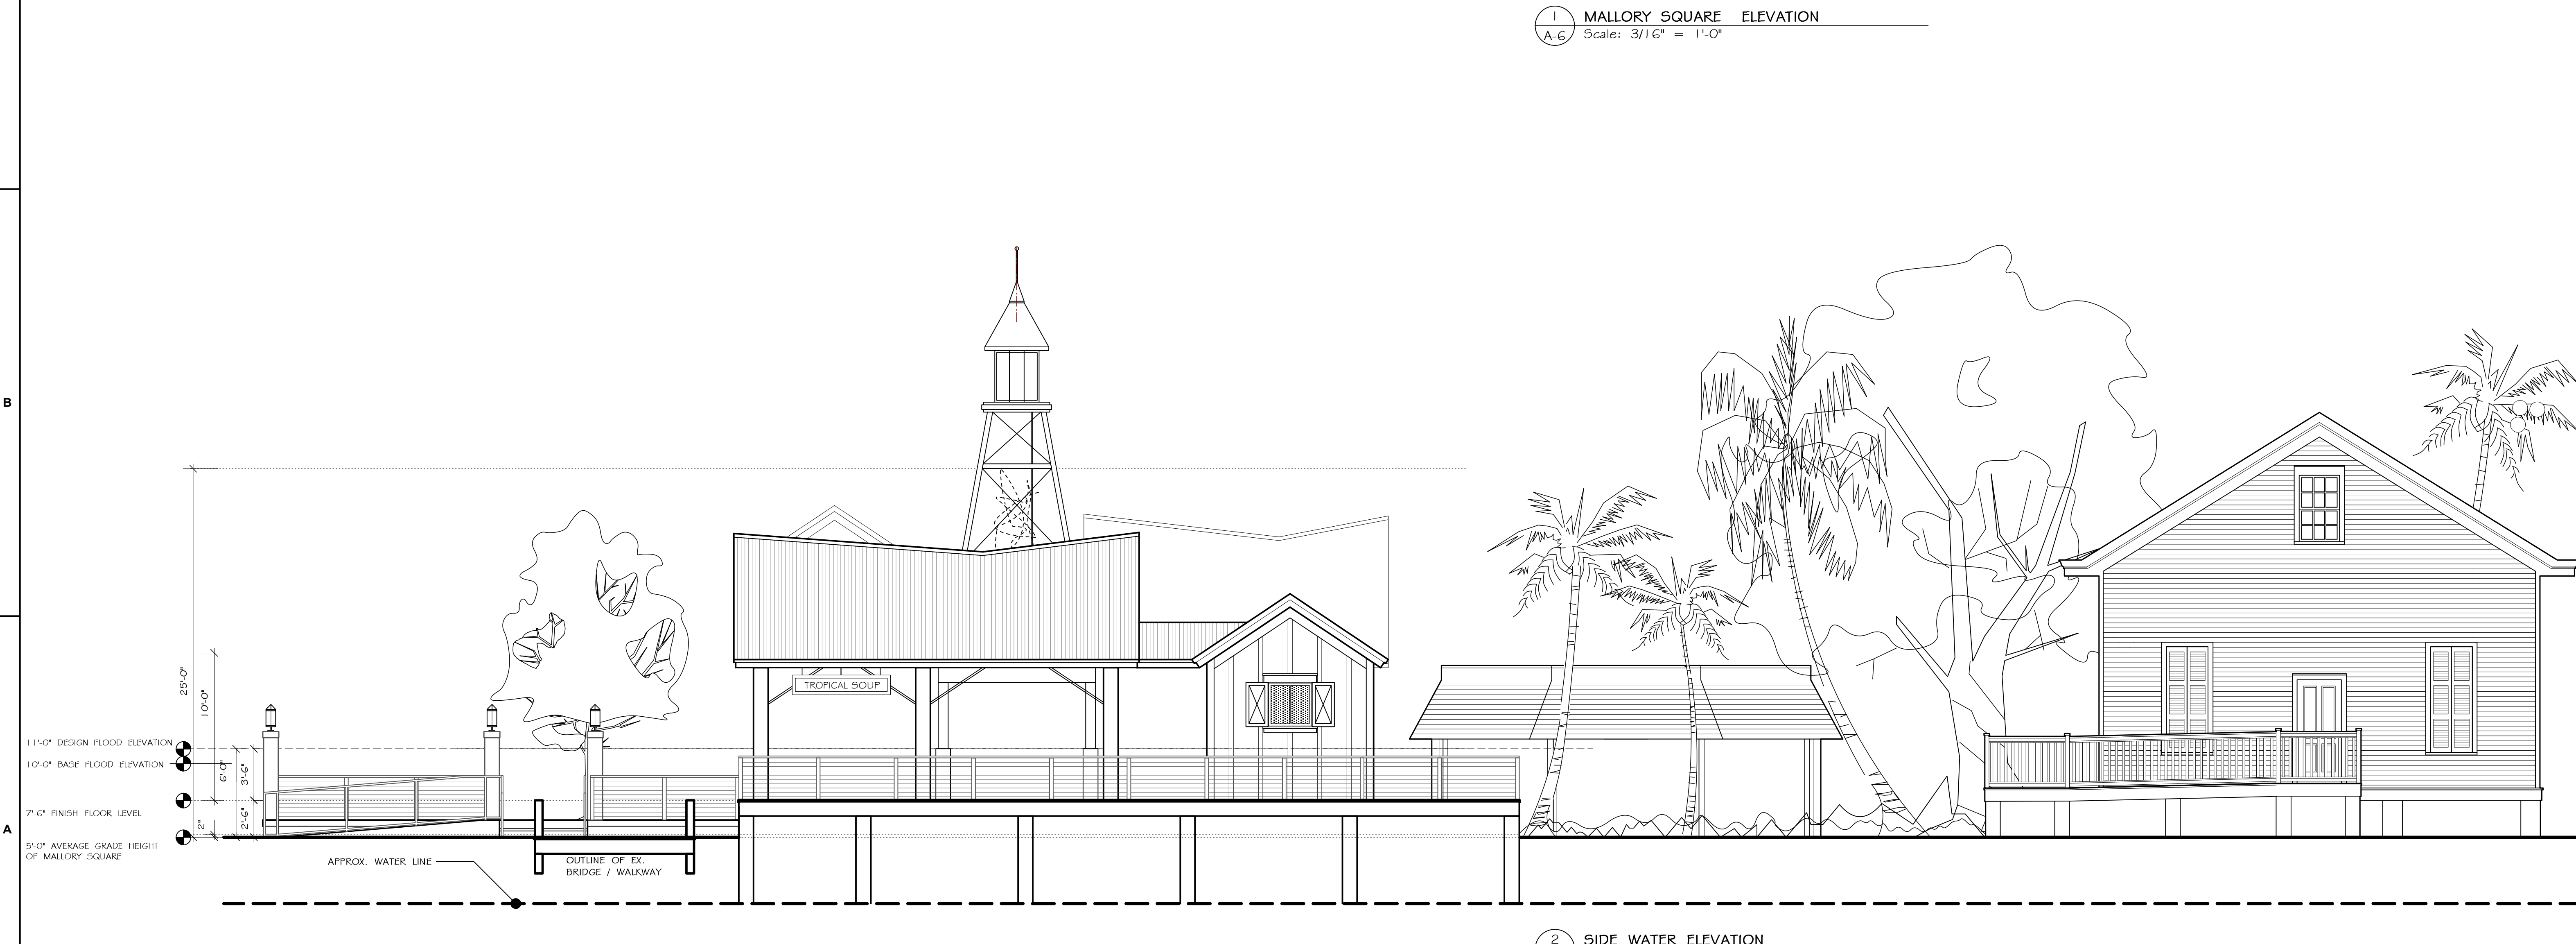 1
A-6
MALLORY SQUARE ELEVATION
Scale: 3/16" = 1'-0"
B
25'-0"
10'-0"
TROPICAL SOUP
11'-0" DESIGN FLOOD ELEVATION
10'-0" BASE FLOOD ELEVATION
6'-0"
3'-6"
7'-6" FINISH FLOOR LEVEL
2"
2'-6"
A
5'-0" AVERAGE GRADE HEIGHT
OF MALLORY SQUARE
APPROX. WATER LINE
OUTLINE OF EX.
BRIDGE / WALKWAY
2
SIDE WATER ELEVATION